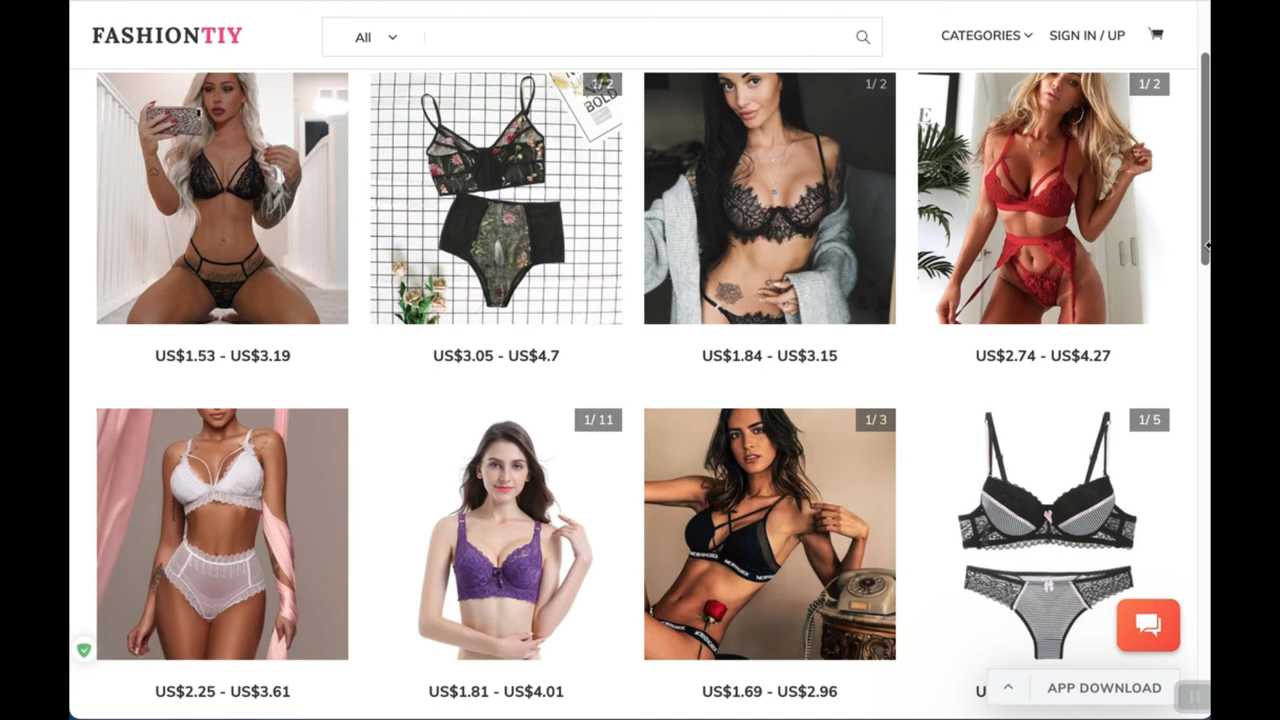 FASHIONTIY
All
CATEGORIES
SIGN IN / UP
1/ 2
BOLD
1/ 2
1/ 2
US$1.53 - US$3.19
US$3.05 - US$4.7
US$1.84 - US$3.15
US$2.74 - US$4.27
1/ 11
1/ 3
1/ 5
US$2.25 - US$3.61
US$1.81 - US$4.01
US$1.69 - US$2.96
U
APP DOWNLOAD